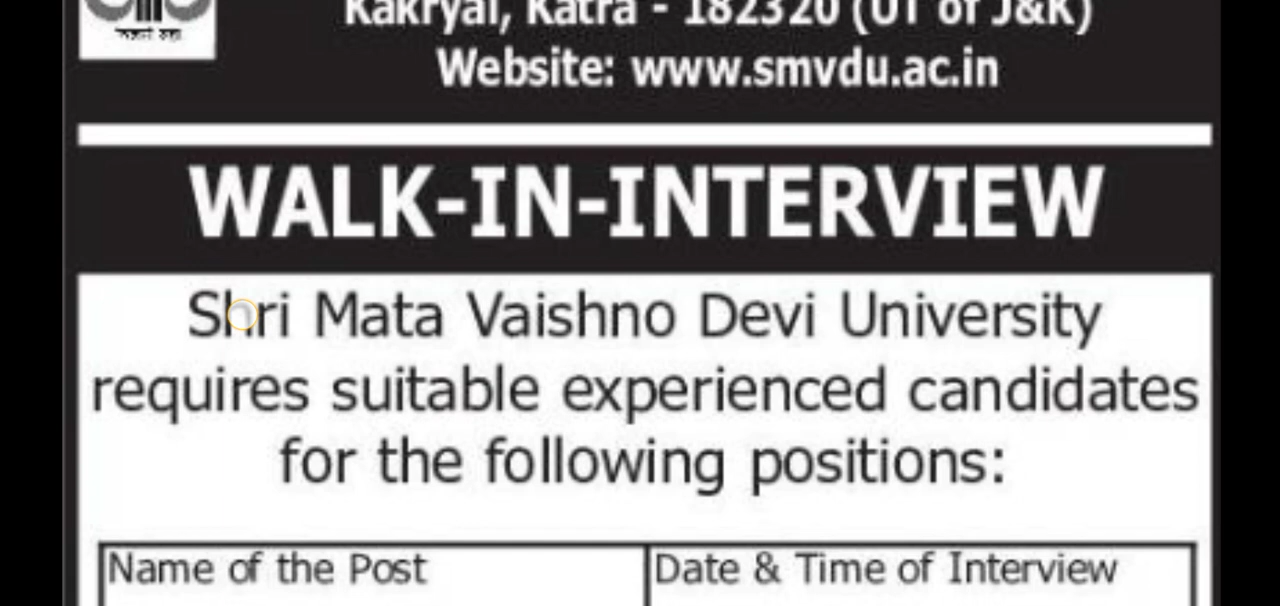 Kakryal, Katra - 182320 (UT of J&K)
Website: www.smvdu.ac.in
WALK-IN-INTERVIEW
Shri Mata Vaishno Devi University
requires suitable experienced candidates
for the following positions:
Name of the Post
Date & Time of Interview